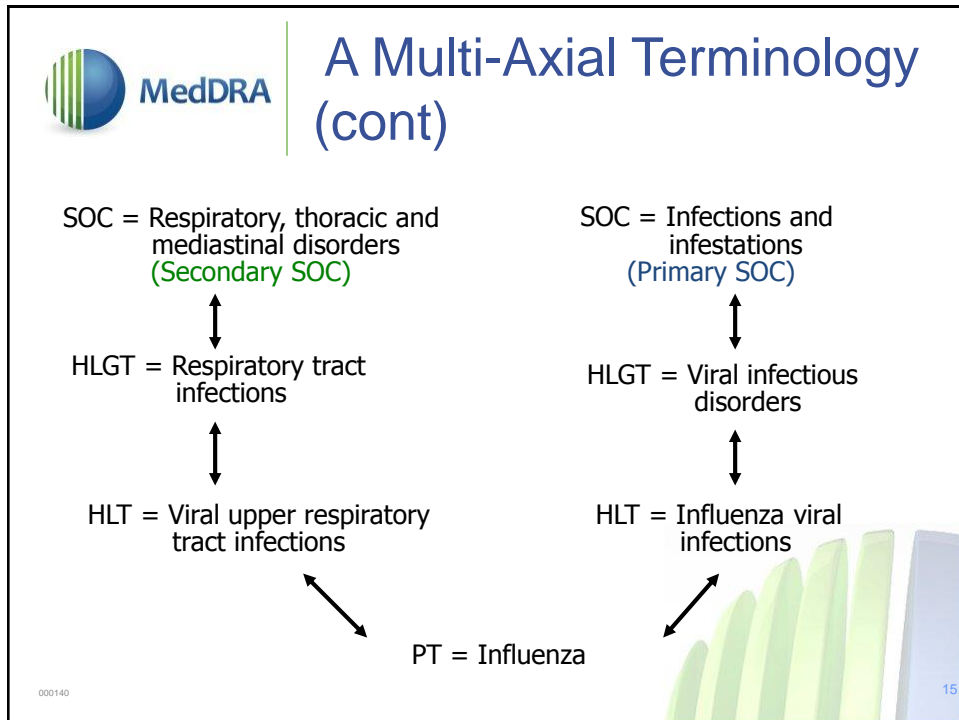 MedDRA
A Multi-Axial Terminology
(cont)
SOC = Respiratory, thoracic and
mediastinal disorders
(Secondary SOC)
HLGT = Respiratory tract
infections
HLT = Viral upper respiratory
tract infections
SOC = Infections and
infestations
(Primary SOC)
HLGT = Viral infectious
disorders
HLT = Influenza viral
infections
PT = Influenza
000140
15